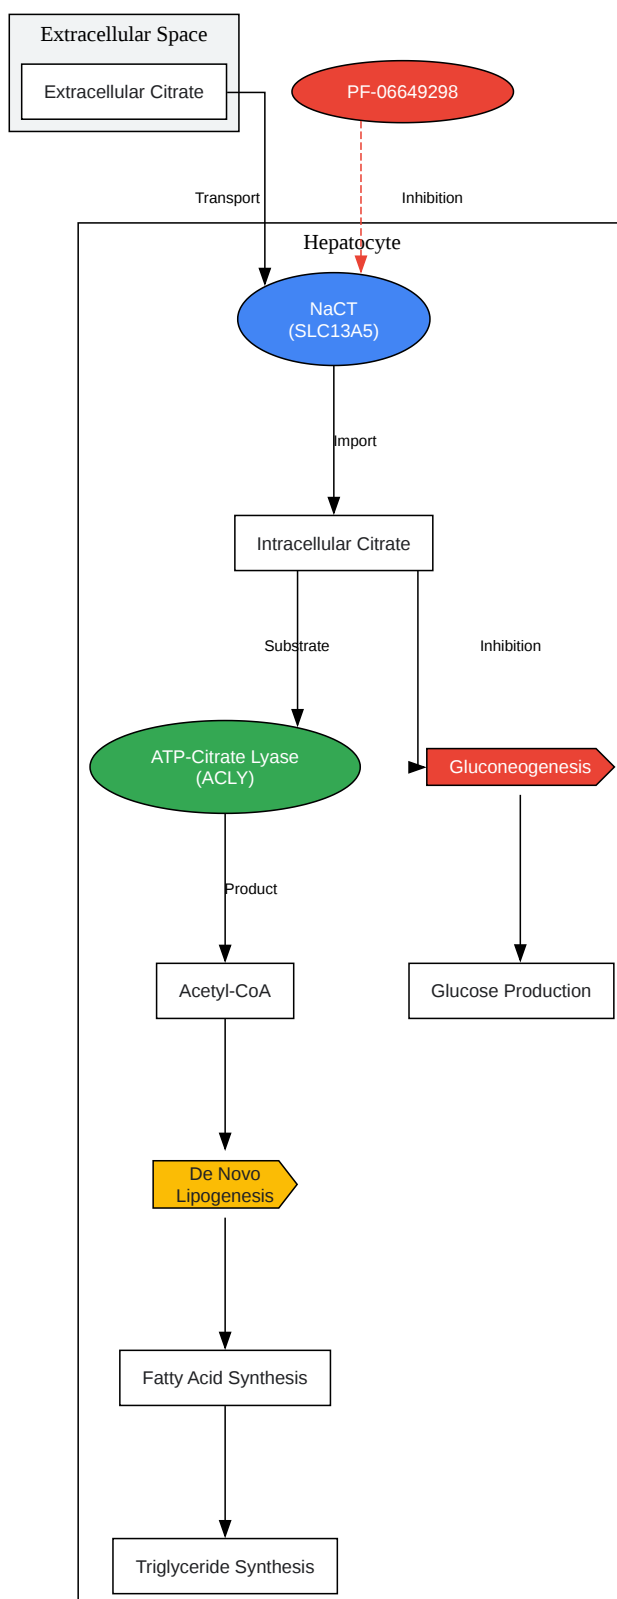 Extracellular Space
Extracellular Citrate
PF-06649298
Transport
Inhibition
Hepatocyte
NaCT
(SLC13A5)
Import
Intracellular Citrate
Substrate
Inhibition
ATP-Citrate Lyase
(ACLY)
Gluconeogenesis
Product
Acetyl-CoA
Glucose Production
De Novo
Lipogenesis
Fatty Acid Synthesis
Triglyceride Synthesis